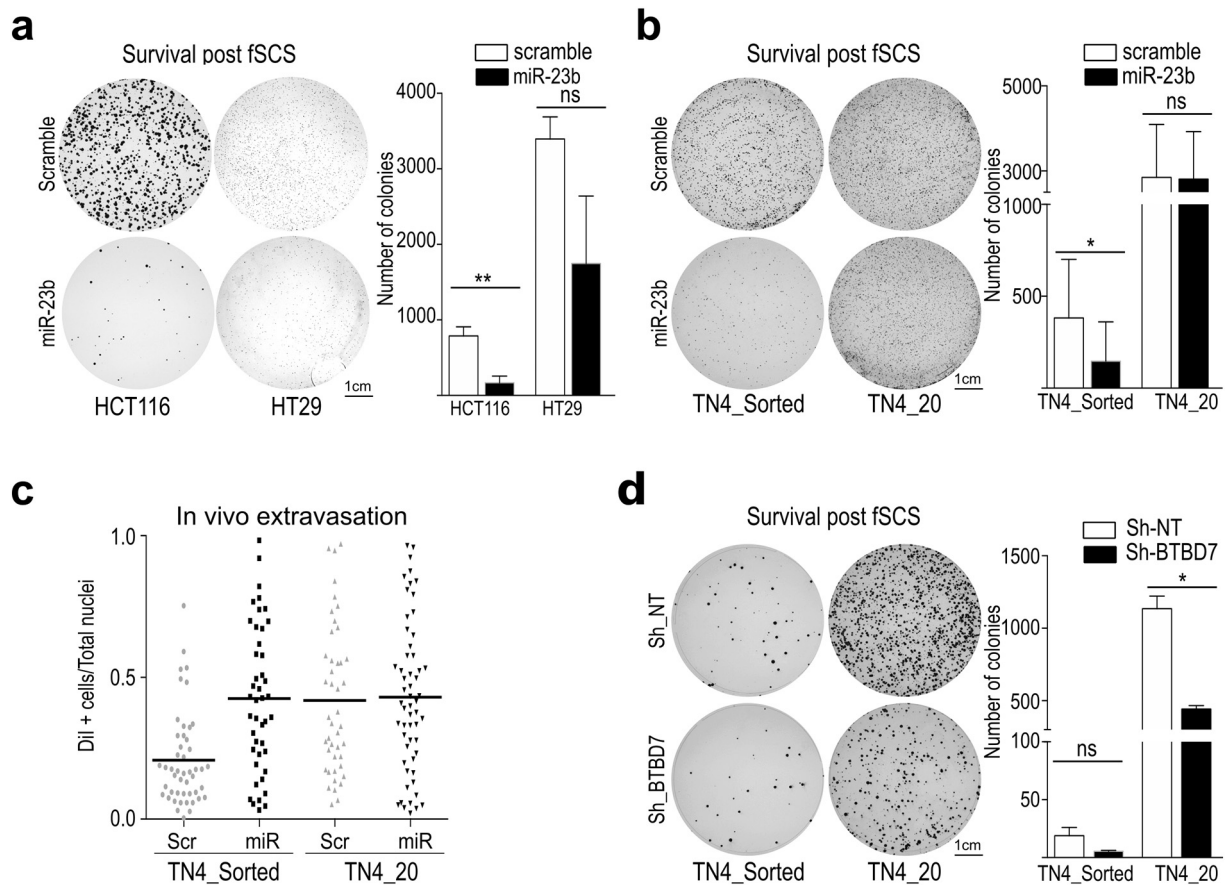 a
Survival post fSCS
Scramble
miR-23b
HCT116
HT29
1cm
scramble
miR-23b
ns
**
Number of colonies
4000
3000
2000
1000
HCT116
HT29
b
Survival post fSCS
Scramble
miR-23b
TN4_Sorted
TN4_20
1cm
scramble
miR-23b
ns
*
Number of colonies
5000
3000
1000
500
TN4_Sorted
TN4_20
c
In vivo extravasation
DiI + cells/Total nuclei
1.0
0.5
0.0
Scr
miR
Scr
miR
TN4_Sorted
TN4_20
d
Survival post fSCS
Sh_NT
Sh_BTBD7
TN4_Sorted
TN4_20
1cm
Sh-NT
Sh-BTBD7
*
ns
Number of colonies
1500
1000
500
100
50
TN4_Sorted
TN4_20